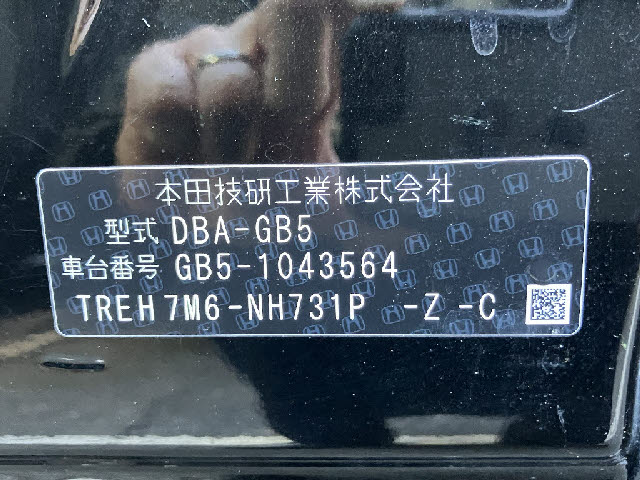 本田技研工業株式会社
型式 DBA-GB5
車台番号 GB5-1043564
TREH7M6-NH731P -Z -C